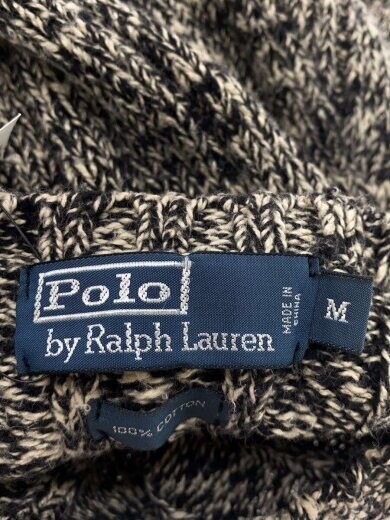 Polo
by Ralph Lauren
MADE IN
CHINA
M
100% COTTON